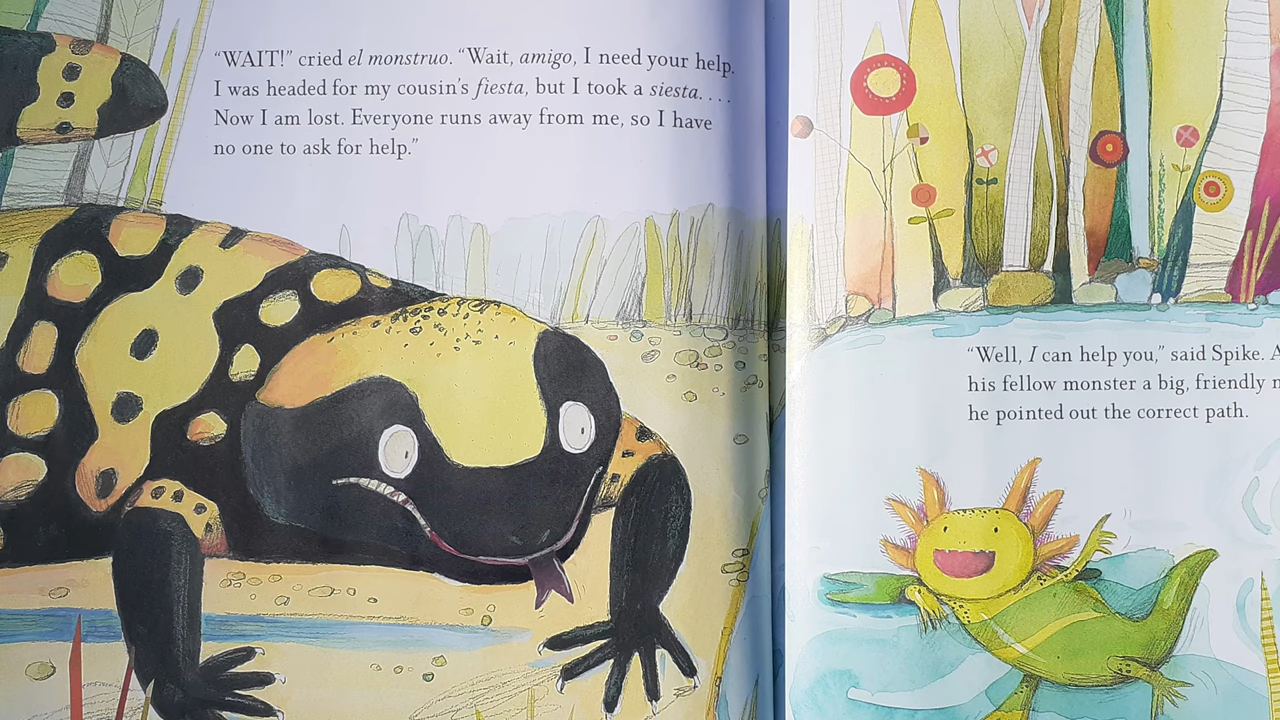 “WAIT!” cried el monstruo. “Wait, amigo, I need your help.
I was headed for my cousin’s fiesta, but I took a siesta. . . .
Now I am lost. Everyone runs away from me, so I have
no one to ask for help.”
“Well, I can help you,” said Spike.
his fellow monster a big, friendly
he pointed out the correct path.